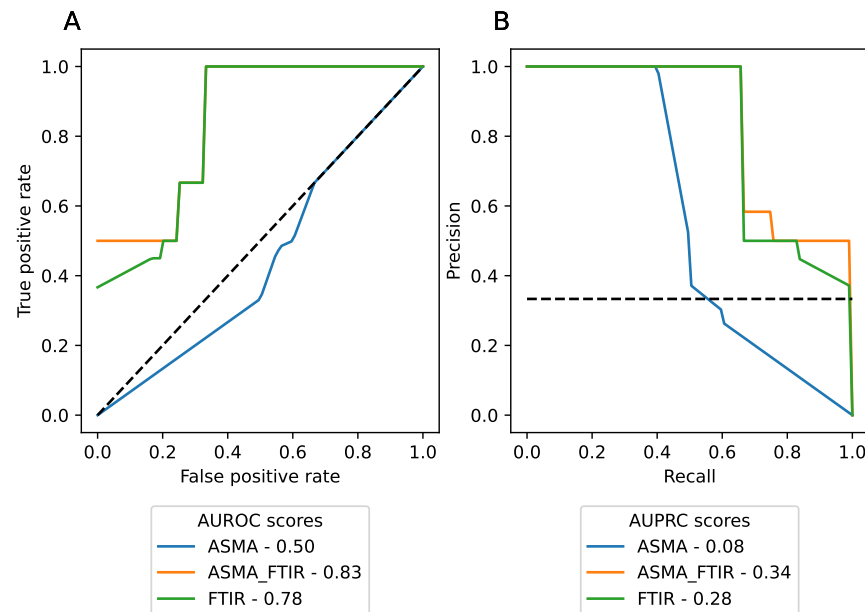 A
B
1.0
0.8
0.6
0.4
0.2
0.0
True positive rate
0.0 0.2 0.4 0.6 0.8 1.0
False positive rate
1.0
0.8
0.6
0.4
0.2
0.0
Precision
0.0 0.2 0.4 0.6 0.8 1.0
Recall
AUROC scores
ASMA - 0.50
ASMA_FTIR - 0.83
FTIR - 0.78
AUPRC scores
ASMA - 0.08
ASMA_FTIR - 0.34
FTIR - 0.28